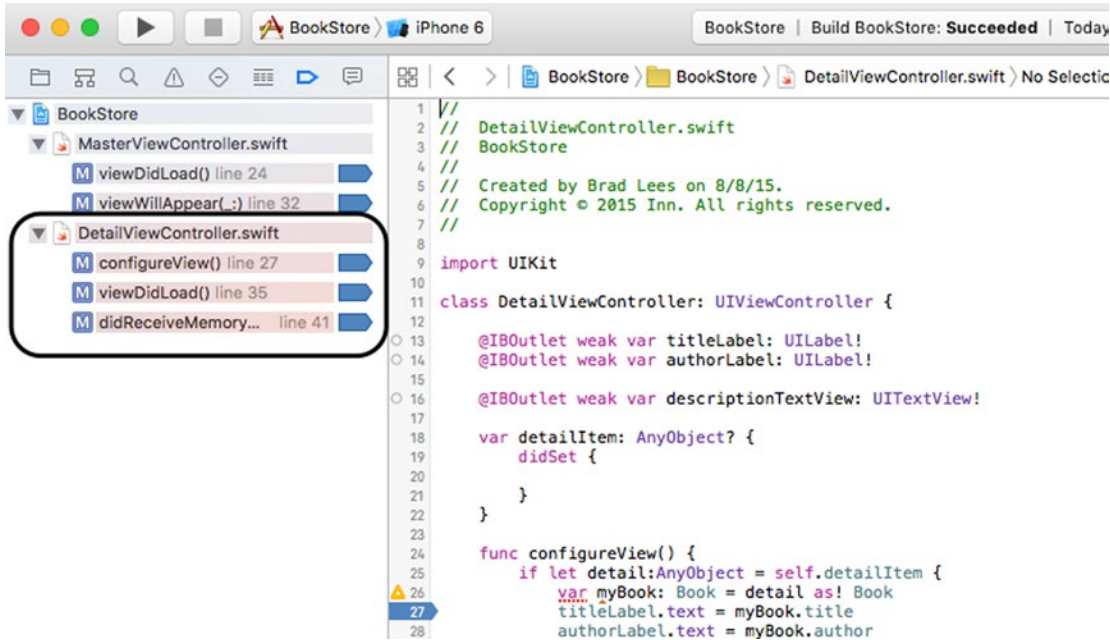 BookStore iPhone 6 BookStore | Build BookStore: Succeeded | Today
BookStore BookStore DetailViewController.swift No Selectio
BookStore
MasterViewController.swift
M viewDidLoad() line 24
M viewWillAppear(_:) line 32
DetailViewController.swift
M configureView() line 27
M viewDidLoad() line 35
M didReceiveMemory... line 41
1 //
2 // DetailViewController.swift
3 // BookStore
4 //
5 // Created by Brad Lees on 8/8/15.
6 // Copyright © 2015 Inn. All rights reserved.
7 //
8
9 import UIKit
10
11 class DetailViewController: UIViewController {
12
13 @IBOutlet weak var titleLabel: UILabel!
14 @IBOutlet weak var authorLabel: UILabel!
15
16 @IBOutlet weak var descriptionTextView: UITextView!
17
18 var detailItem: AnyObject? {
19 didSet {
20
21 }
22 }
23
24 func configureView() {
25 if let detail:AnyObject = self.detailItem {
26 var myBook: Book = detail as! Book
27 titleLabel.text = myBook.title
28 authorLabel.text = myBook.author